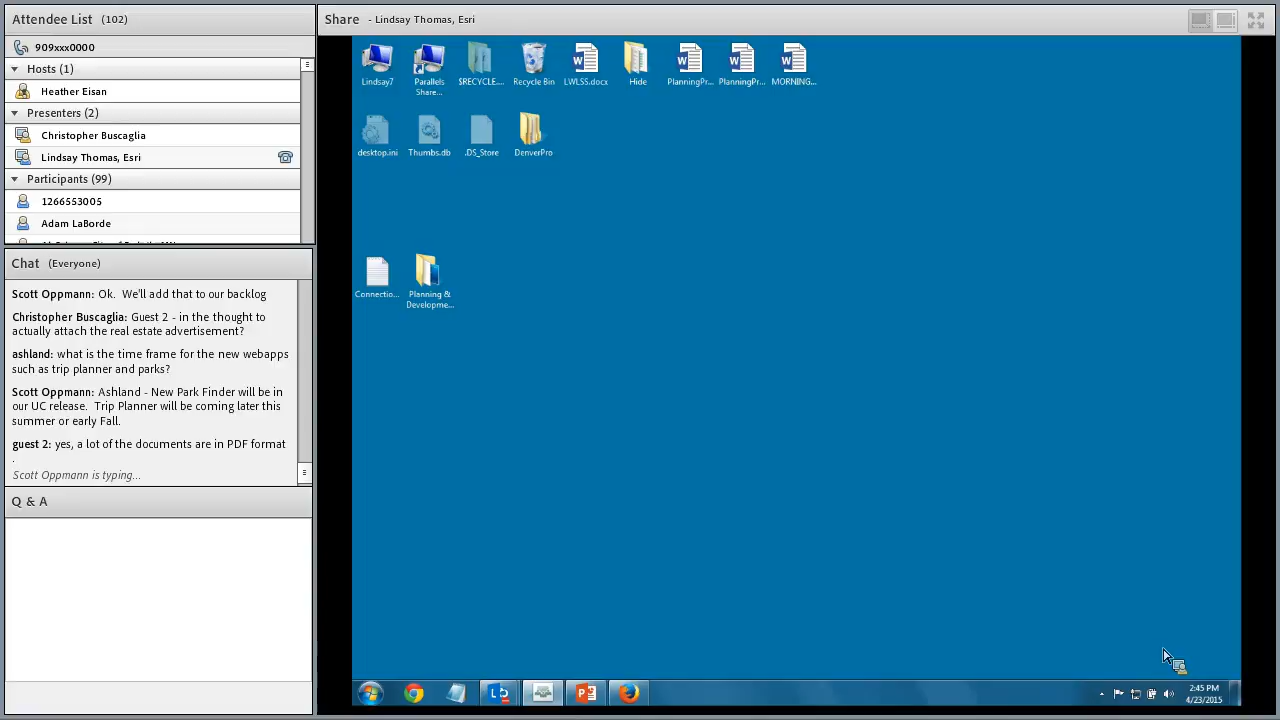 Attendee List (102)
909xxx0000
Hosts (1)
Heather Eisan
Presenters (2)
Christopher Buscaglia
Lindsay Thomas, Esri
Participants (99)
1266553005
Adam LaBorde
Chat (Everyone)
Scott Oppmann: Ok. We'll add that to our backlog
Christopher Buscaglia: Guest 2 - in the thought to
actually attach the real estate advertisement?
ashland: what is the time frame for the new webapps
such as trip planner and parks?
Scott Oppmann: Ashland - New Park Finder will be in
our UC release. Trip Planner will be coming later this
summer or early Fall.
guest 2: yes, a lot of the documents are in PDF format
.
Scott Oppmann is typing...
Q & A
Share - Lindsay Thomas, Esri
Lindsay7
Parallels
Share...
$RECYCLE....
Recycle Bin
LWLSS.docx
Hide
PlanningPr...
PlanningPr...
MORNING...
desktop.ini
Thumbs.db
.DS_Store
DenverPro
Connectio...
Planning &
Developme...
2:45 PM
4/23/2015